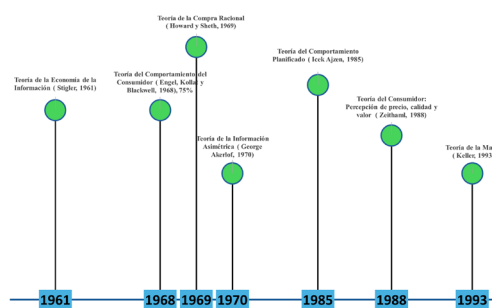 Teoría de la Compra Racional
( Howard y Sheth, 1969)
Teoría del Comportamiento
Planificado ( Icek Ajzen, 1985)
Teoría de la Economía de la
Información ( Stigler, 1961)
Teoría del Comportamiento del
Consumidor ( Engel, Kollat y
Blackwell, 1968), 75%
Teoría del Consumidor:
Percepción de precio, calidad y
valor ( Zeithaml, 1988)
Teoría de la Información
Asimétrica ( George
Akerlof, 1970)
Teoría de la Ma
( Keller, 1993
1961
1968
1969
1970
1985
1988
1993